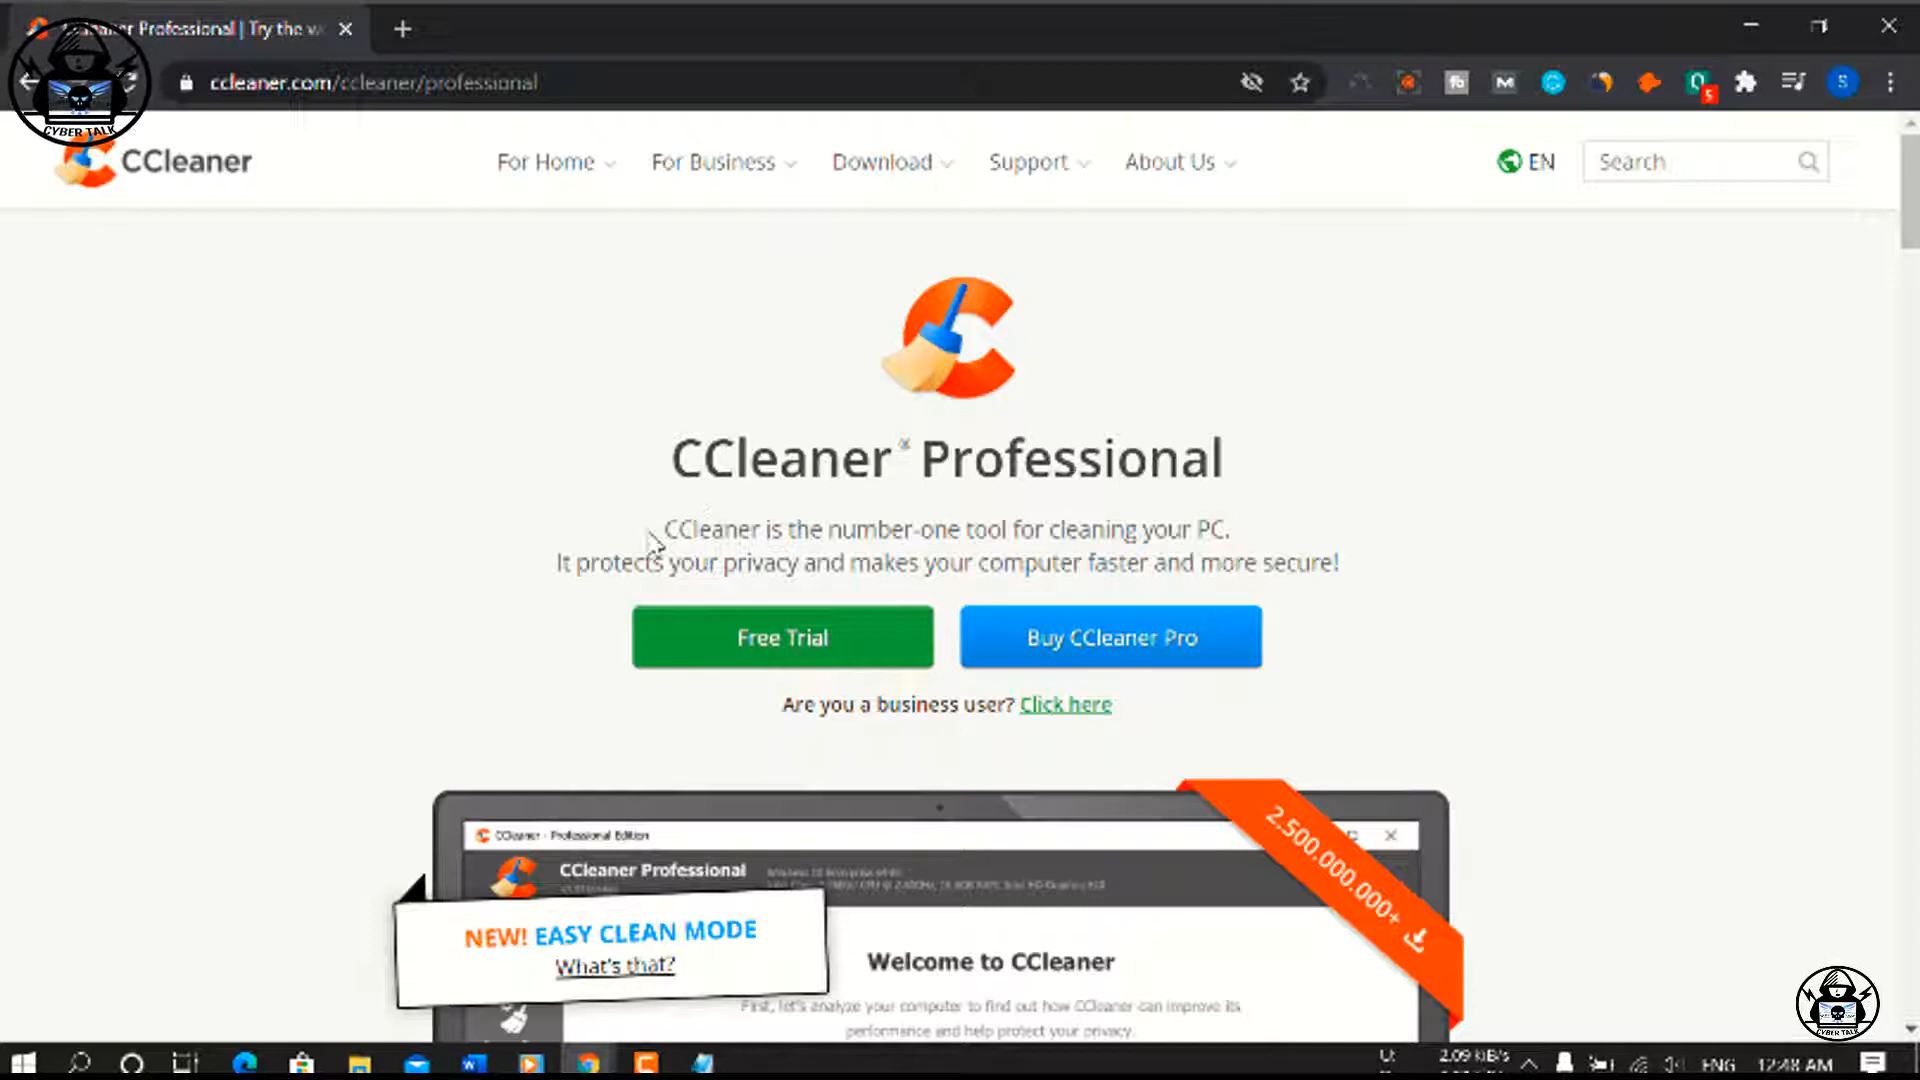 CCleaner Professional | Try the w
ccleaner.com/ccleaner/professional
5
S
CYBER TALK
CCleaner
For Home
For Business
Download
Support
About Us
EN
Search
CCleaner® Professional
CCleaner is the number-one tool for cleaning your PC.
It protects your privacy and makes your computer faster and more secure!
Free Trial
Buy CCleaner Pro
Are you a business user? Click here
2.500.000.000+
CCleaner - Professional Edition
CCleaner Professional
NEW! EASY CLEAN MODE
What's that?
Welcome to CCleaner
First, let's analyze your computer to find out how CCleaner can improve its
performance and help protect your privacy.
CYBER TALK
U:
2.09 KiB/s
ENG
12:48 AM